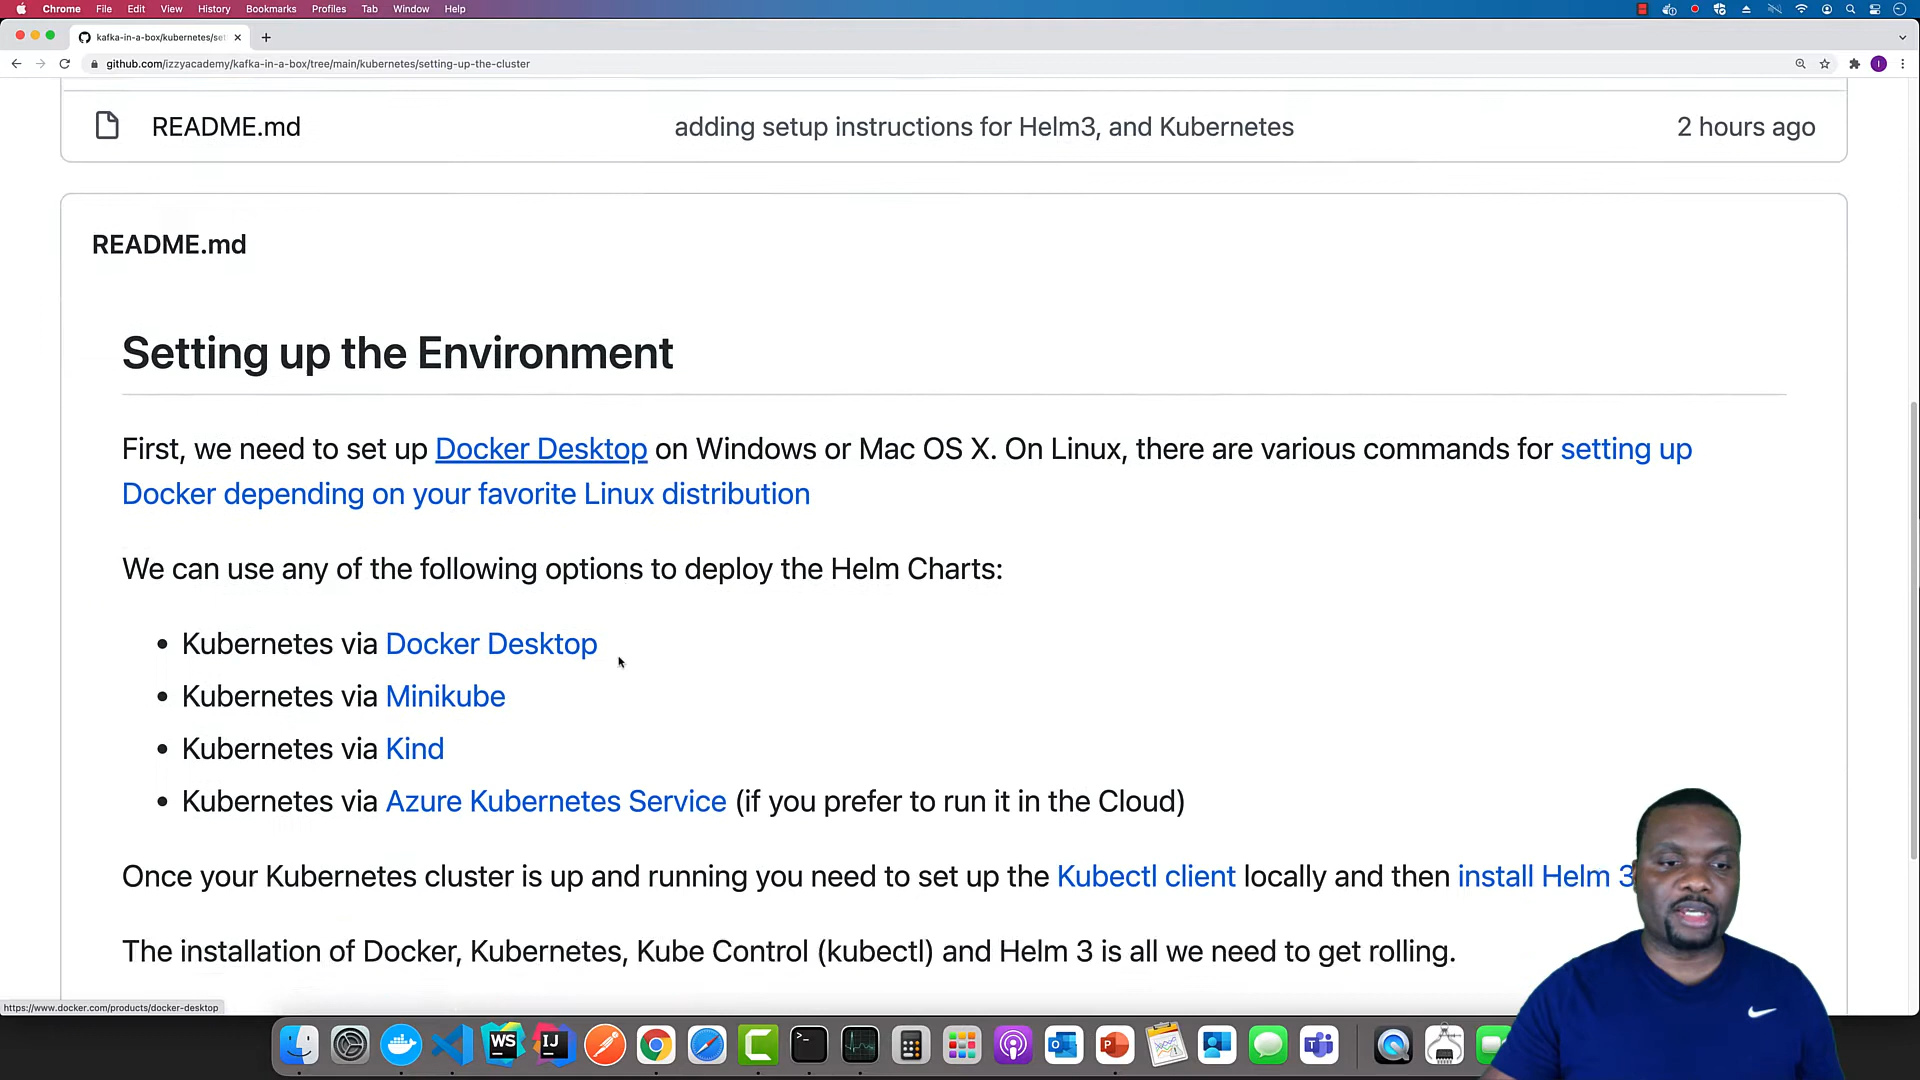 Chrome File Edit View History Bookmarks Profiles Tab Window Help
kafka-in-a-box/kubernetes/set
github.com/izzyacademy/kafka-in-a-box/tree/main/kubernetes/setting-up-the-cluster
README.md adding setup instructions for Helm3, and Kubernetes 2 hours ago
README.md
Setting up the Environment
First, we need to set up Docker Desktop on Windows or Mac OS X. On Linux, there are various commands for setting up
Docker depending on your favorite Linux distribution
We can use any of the following options to deploy the Helm Charts:
• Kubernetes via Docker Desktop
• Kubernetes via Minikube
• Kubernetes via Kind
• Kubernetes via Azure Kubernetes Service (if you prefer to run it in the Cloud)
Once your Kubernetes cluster is up and running you need to set up the Kubectl client locally and then install Helm 3
The installation of Docker, Kubernetes, Kube Control (kubectl) and Helm 3 is all we need to get rolling.
https://www.docker.com/products/docker-desktop
WS
IJ